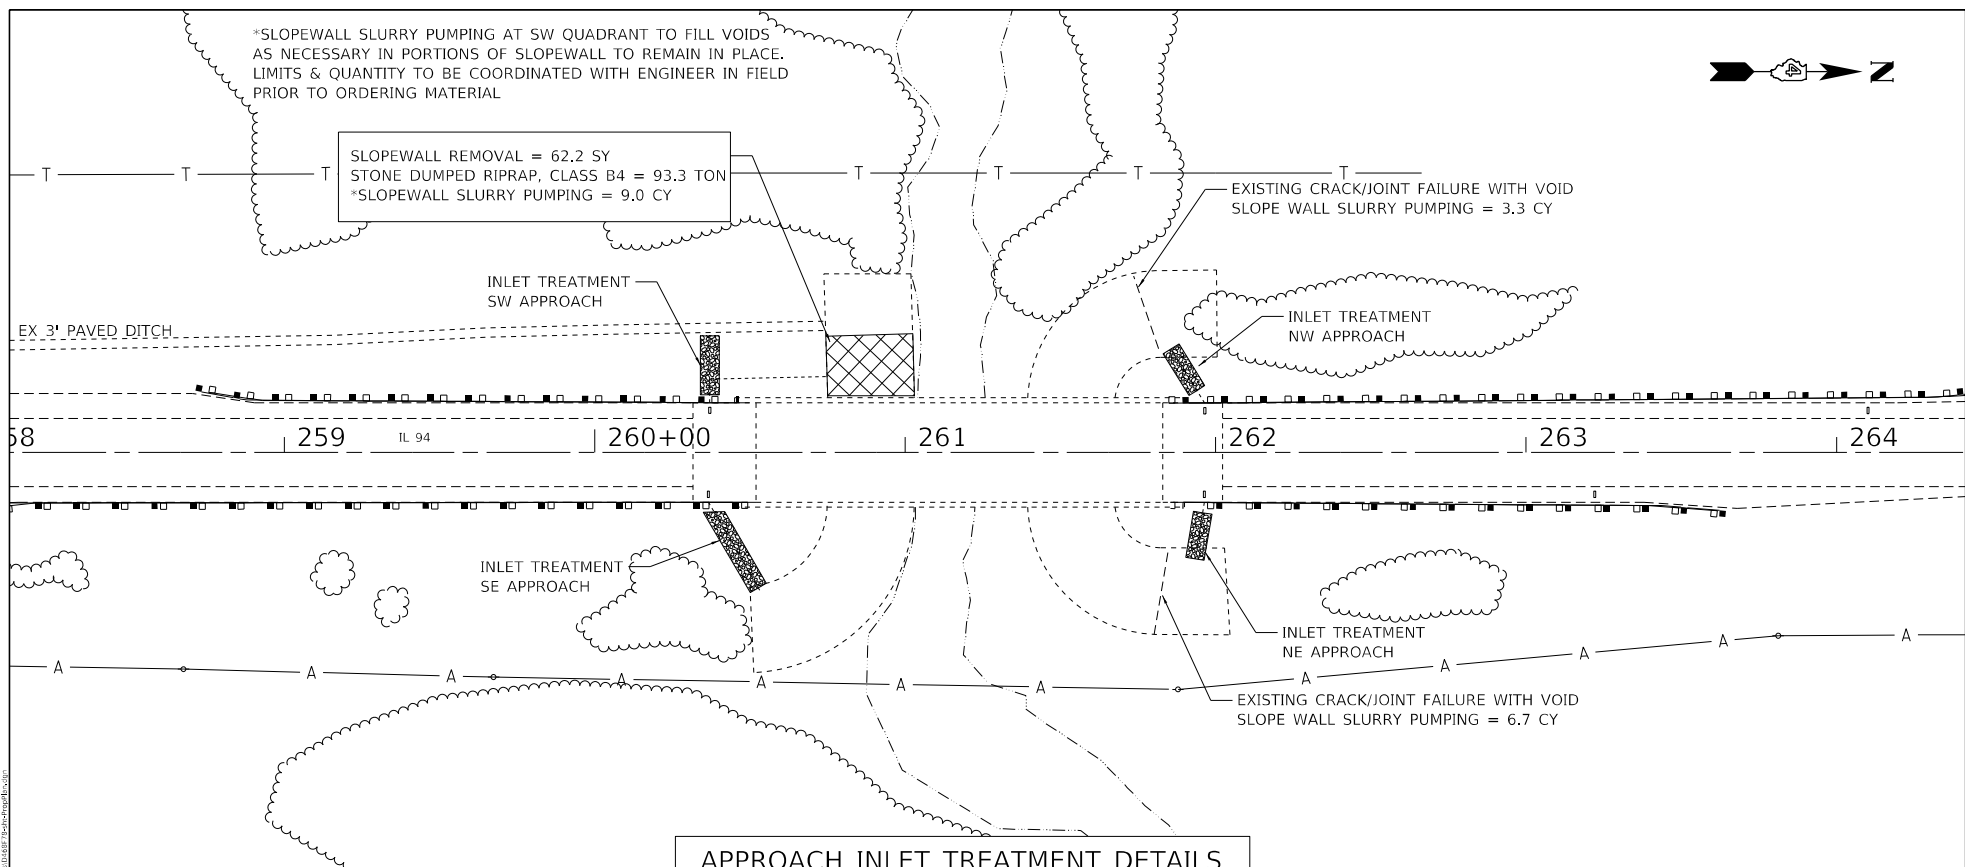 *SLOPEWALL SLURRY PUMPING AT SW QUADRANT TO FILL VOIDS
AS NECESSARY IN PORTIONS OF SLOPEWALL TO REMAIN IN PLACE.
LIMITS & QUANTITY TO BE COORDINATED WITH ENGINEER IN FIELD
PRIOR TO ORDERING MATERIAL
4 N
SLOPEWALL REMOVAL = 62.2 SY
STONE DUMPED RIPRAP, CLASS B4 = 93.3 TON
*SLOPEWALL SLURRY PUMPING = 9.0 CY
T T T T T T T
EXISTING CRACK/JOINT FAILURE WITH VOID
SLOPE WALL SLURRY PUMPING = 3.3 CY
INLET TREATMENT
SW APPROACH
INLET TREATMENT
NW APPROACH
EX 3' PAVED DITCH
58 259 IL 94 260+00 261 262 263 264
INLET TREATMENT
SE APPROACH
INLET TREATMENT
NE APPROACH
A A A A A A A A A A A A
EXISTING CRACK/JOINT FAILURE WITH VOID
SLOPE WALL SLURRY PUMPING = 6.7 CY
APPROACH INLET TREATMENT DETAILS